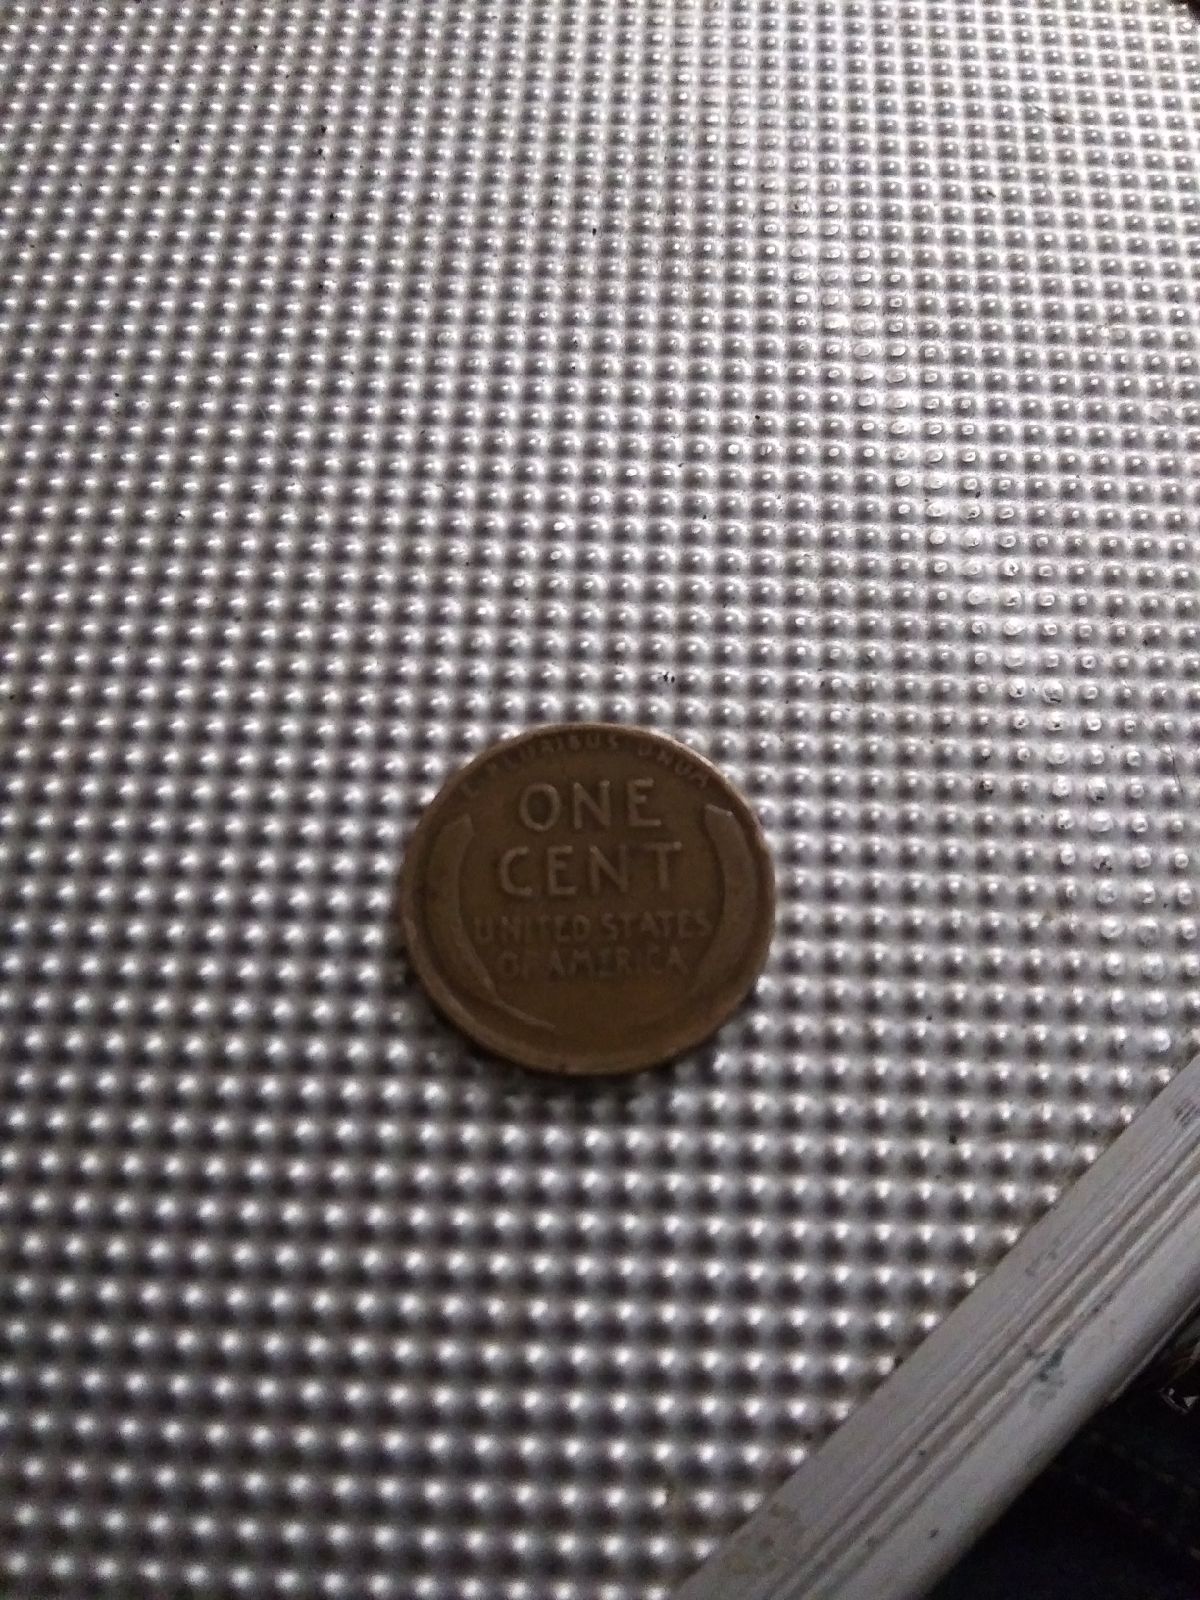 E PLURIBUS UNUM
ONE
CENT
UNITED STATES
OF AMERICA